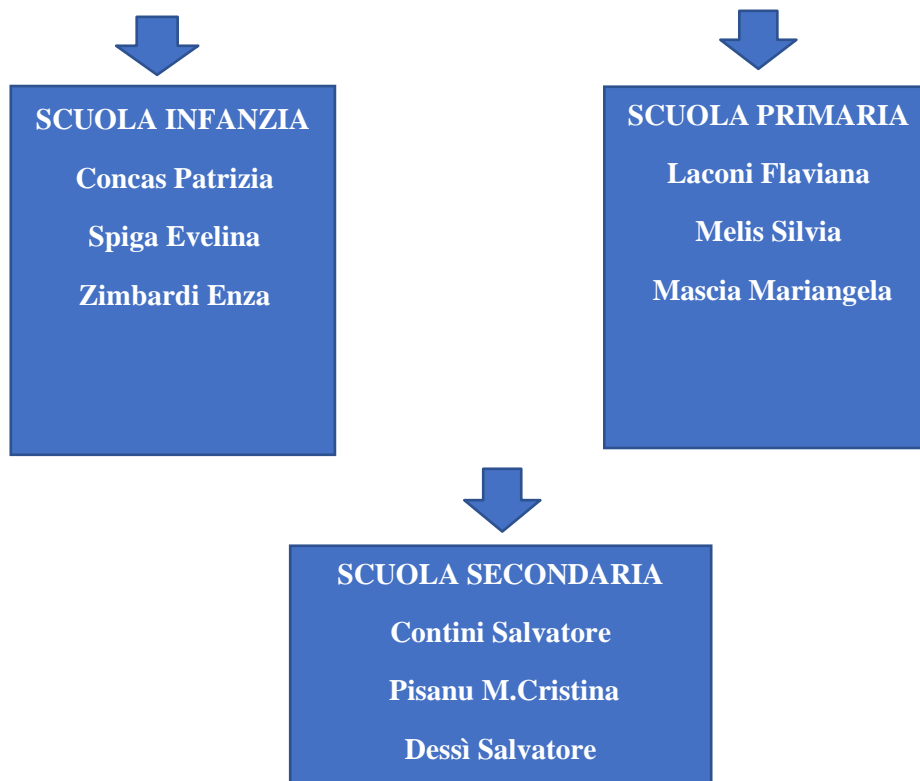 SCUOLA INFANZIA
Concas Patrizia
Spiga Evelina
Zimbardi Enza
SCUOLA PRIMARIA
Laconi Flaviana
Melis Silvia
Mascia Mariangela
SCUOLA SECONDARIA
Contini Salvatore
Pisanu M.Cristina
Dessì Salvatore